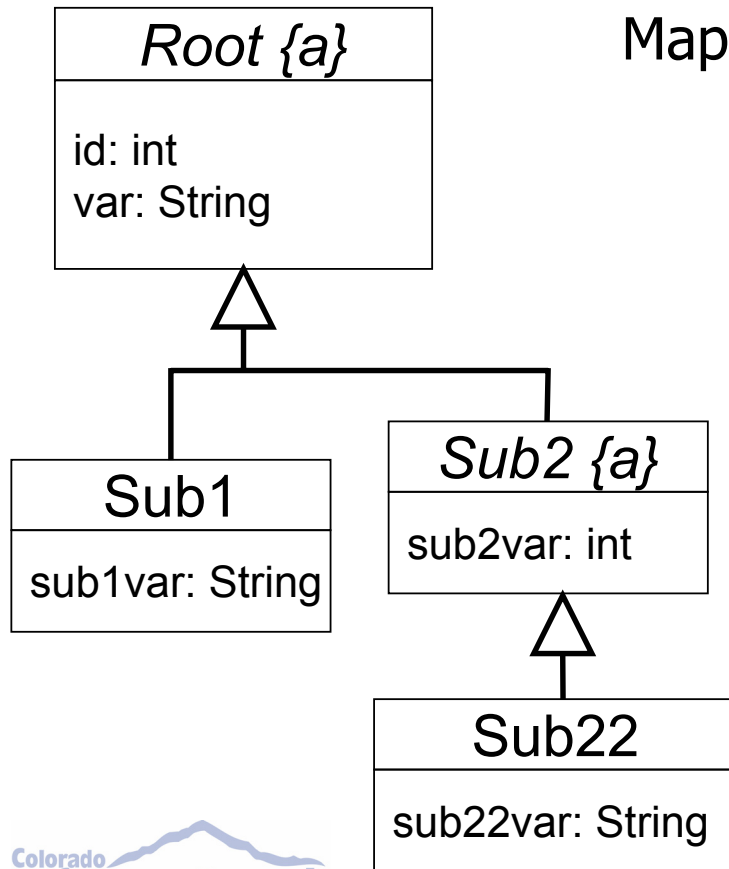 Root {a}
Map
id: int
var: String
Sub1
sub1var: String
Sub2 {a}
sub2var: int
Sub22
sub22var: String
Colorado